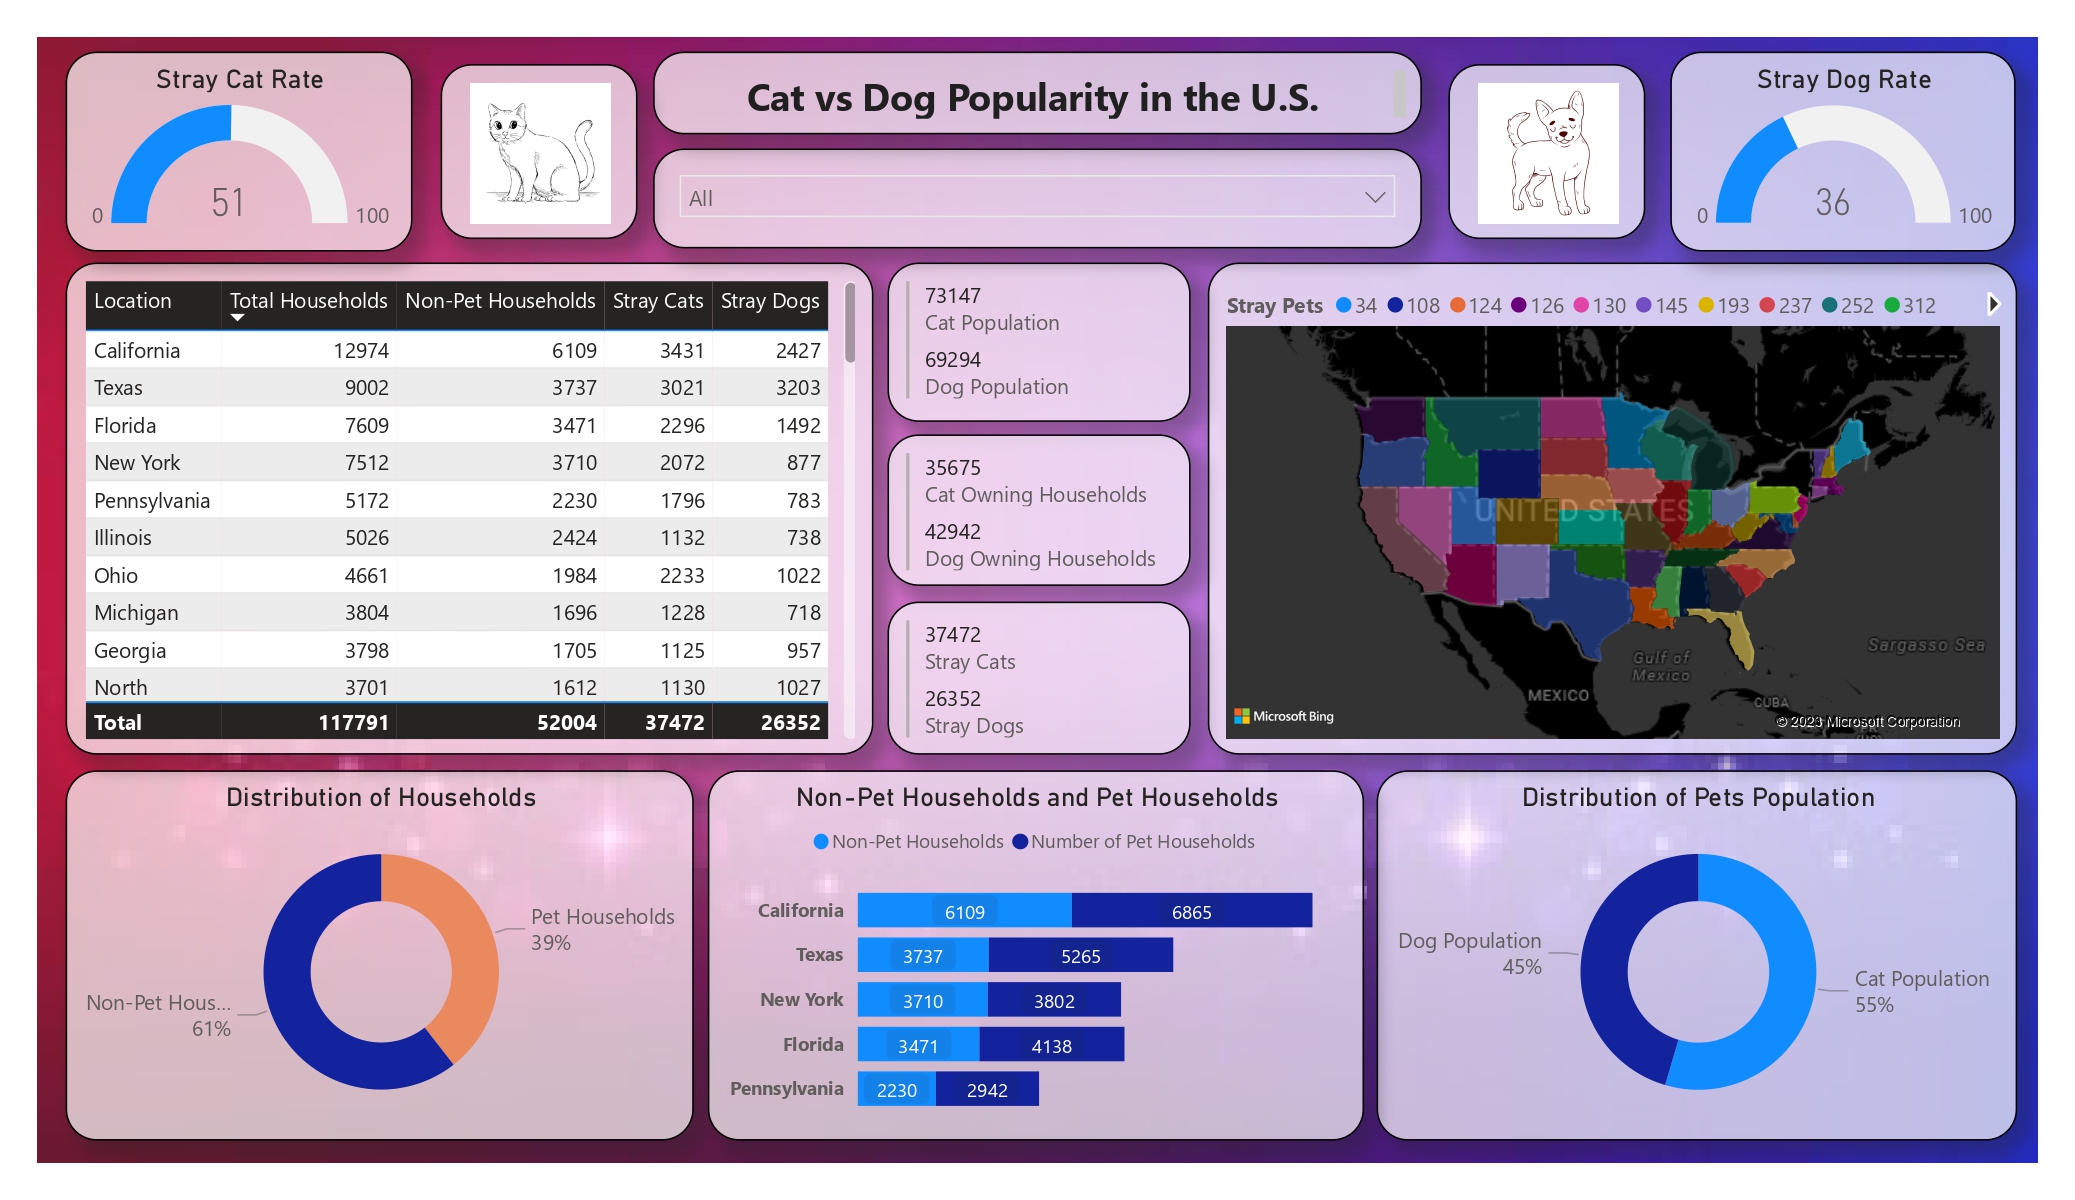 Stray Cat Rate
51
0
100
Cat vs Dog Popularity in the U.S.
All
Stray Dog Rate
36
0
100
Location Total Households Non-Pet Households Stray Cats Stray Dogs
California 12974 6109 3431 2427
Texas 9002 3737 3021 3203
Florida 7609 3471 2296 1492
New York 7512 3710 2072 877
Pennsylvania 5172 2230 1796 783
Illinois 5026 2424 1132 738
Ohio 4661 1984 2233 1022
Michigan 3804 1696 1228 718
Georgia 3798 1705 1125 957
North 3701 1612 1130 1027
Total 117791 52004 37472 26352
73147
Cat Population
69294
Dog Population
35675
Cat Owning Households
42942
Dog Owning Households
37472
Stray Cats
26352
Stray Dogs
Stray Pets 34 108 124 126 130 145 193 237 252 312
UNITED STATES
Sargasso Sea
Gulf of
Mexico
MEXICO
CUBA
Microsoft Bing
© 2023 Microsoft Corporation
Distribution of Households
Pet Households
39%
Non-Pet Hous...
61%
Non-Pet Households and Pet Households
Non-Pet Households Number of Pet Households
California 6109 6865
Texas 3737 5265
New York 3710 3802
Florida 3471 4138
Pennsylvania 2230 2942
Distribution of Pets Population
Dog Population
45%
Cat Population
55%